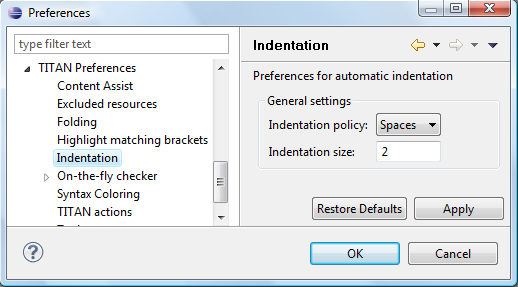 Preferences
type filter text
TITAN Preferences
Content Assist
Excluded resources
Folding
Highlight matching brackets
Indentation
On-the-fly checker
Syntax Coloring
TITAN actions
Indentation
Preferences for automatic indentation
General settings
Indentation policy: Spaces
Indentation size: 2
Restore Defaults Apply
? OK Cancel